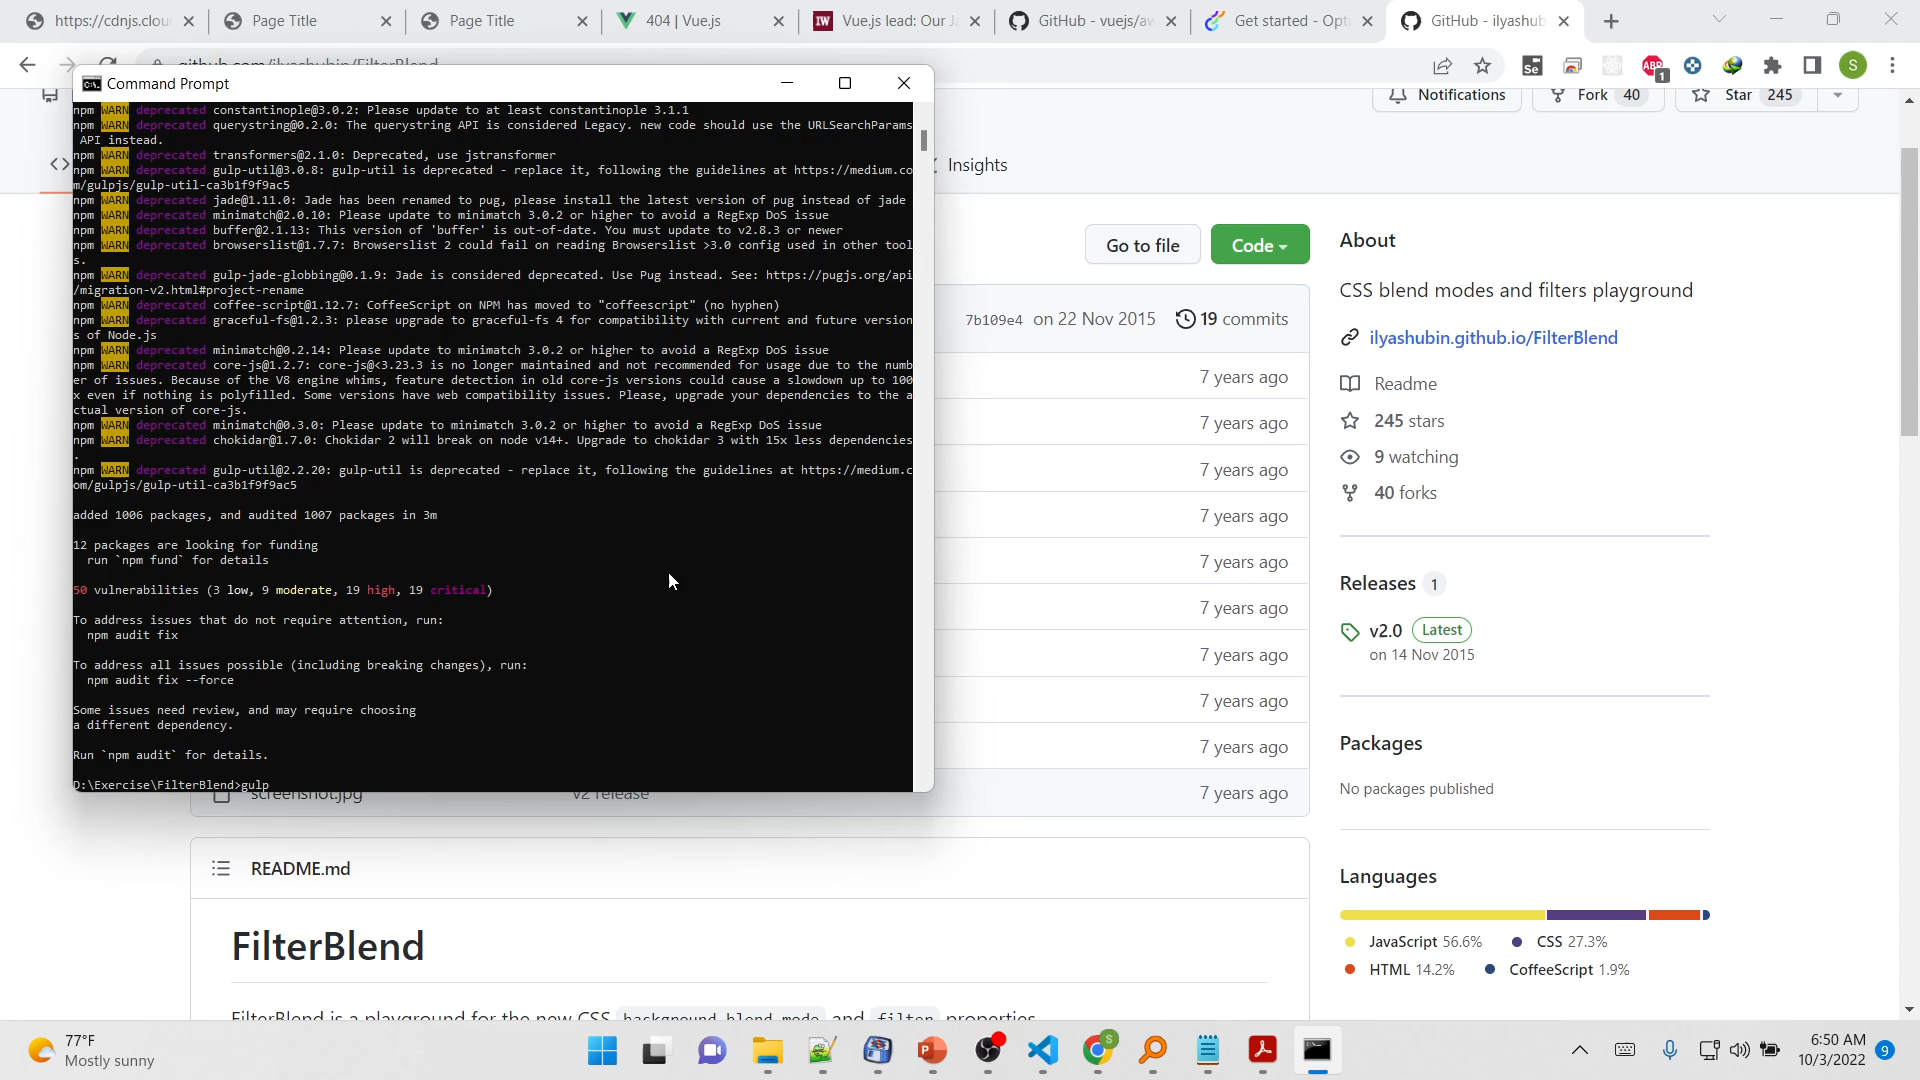 https://cdnjs.clou
Page Title
Page Title
404 | Vue.js
Vue.js lead: Our J
GitHub - vuejs/aw
Get started - Opt
GitHub - ilyashub
Command Prompt
npm WARN deprecated constantinople@3.0.2: Please update to at least constantinople 3.1.1
npm WARN deprecated querystring@0.2.0: The querystring API is considered Legacy. new code should use the URLSearchParams
API instead.
npm WARN deprecated transformers@2.1.0: Deprecated, use jstransformer
npm WARN deprecated gulp-util@3.0.8: gulp-util is deprecated - replace it, following the guidelines at https://medium.co
m/gulpjs/gulp-util-ca3b1f9f9ac5
npm WARN deprecated jade@1.11.0: Jade has been renamed to pug, please install the latest version of pug instead of jade
npm WARN deprecated minimatch@2.0.10: Please update to minimatch 3.0.2 or higher to avoid a RegExp DoS issue
npm WARN deprecated buffer@2.1.13: This version of 'buffer' is out-of-date. You must update to v2.8.3 or newer
npm WARN deprecated browserslist@1.7.7: Browserslist 2 could fail on reading Browserslist >3.0 config used in other tool
s.
npm WARN deprecated gulp-jade-globbing@0.1.9: Jade is considered deprecated. Use Pug instead. See: https://pugjs.org/api
/migration-v2.html#project-rename
npm WARN deprecated coffee-script@1.12.7: CoffeeScript on NPM has moved to "coffeescript" (no hyphen)
npm WARN deprecated graceful-fs@1.2.3: please upgrade to graceful-fs 4 for compatibility with current and future version
s of Node.js
npm WARN deprecated minimatch@0.2.14: Please update to minimatch 3.0.2 or higher to avoid a RegExp DoS issue
npm WARN deprecated core-js@1.2.7: core-js@<3.23.3 is no longer maintained and not recommended for usage due to the numb
er of issues. Because of the V8 engine whims, feature detection in old core-js versions could cause a slowdown up to 100
x even if nothing is polyfilled. Some versions have web compatibility issues. Please, upgrade your dependencies to the a
ctual version of core-js.
npm WARN deprecated minimatch@0.3.0: Please update to minimatch 3.0.2 or higher to avoid a RegExp DoS issue
npm WARN deprecated chokidar@1.7.0: Chokidar 2 will break on node v14+. Upgrade to chokidar 3 with 15x less dependencies
.
npm WARN deprecated gulp-util@2.2.20: gulp-util is deprecated - replace it, following the guidelines at https://medium.c
om/gulpjs/gulp-util-ca3b1f9f9ac5
added 1006 packages, and audited 1007 packages in 3m
12 packages are looking for funding
run `npm fund` for details
50 vulnerabilities (3 low, 9 moderate, 19 high, 19 critical)
To address issues that do not require attention, run:
npm audit fix
To address all issues possible (including breaking changes), run:
npm audit fix --force
Some issues need review, and may require choosing
a different dependency.
Run `npm audit` for details.
D:\Exercise\FilterBlend>gulp
Notifications
Fork 40
Star 245
Insights
Go to file
Code
7b109e4 on 22 Nov 2015 19 commits
7 years ago
7 years ago
7 years ago
7 years ago
7 years ago
7 years ago
7 years ago
7 years ago
7 years ago
screenshot.jpg v2 release 7 years ago
README.md
FilterBlend
FilterBlend is a playground for the new CSS background-blend-mode and filter properties
About
CSS blend modes and filters playground
ilyashubin.github.io/FilterBlend
Readme
245 stars
9 watching
40 forks
Releases 1
v2.0 Latest
on 14 Nov 2015
Packages
No packages published
Languages
JavaScript 56.6% CSS 27.3%
HTML 14.2% CoffeeScript 1.9%
Se
ABP
1
S
77°F
Mostly sunny
6:50 AM
10/3/2022
9